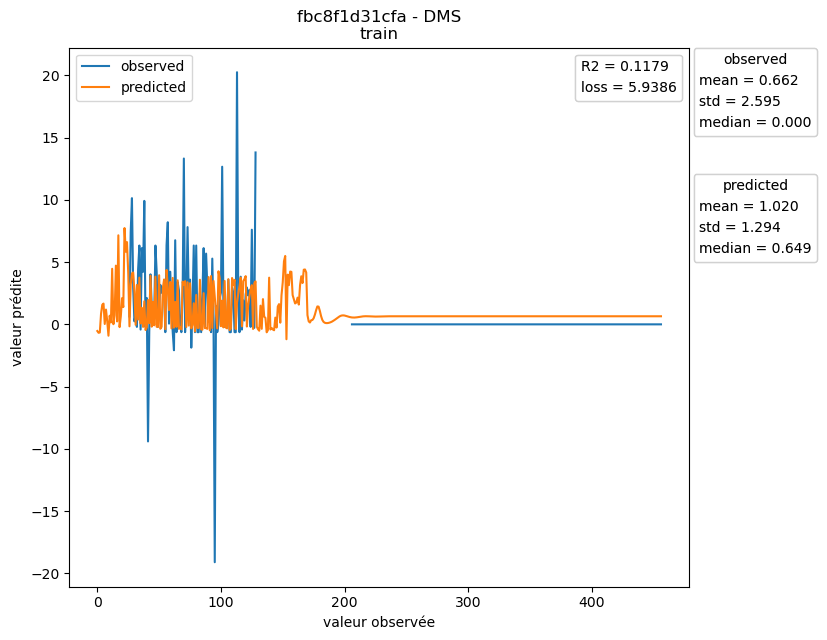 fbc8f1d31cfa - DMS
train
observed
predicted
R2 = 0.1179
loss = 5.9386
observed
mean = 0.662
std = 2.595
median = 0.000
predicted
mean = 1.020
std = 1.294
median = 0.649
valeur prédite
20
15
10
5
0
−5
−10
−15
−20
0
100
200
300
400
valeur observée